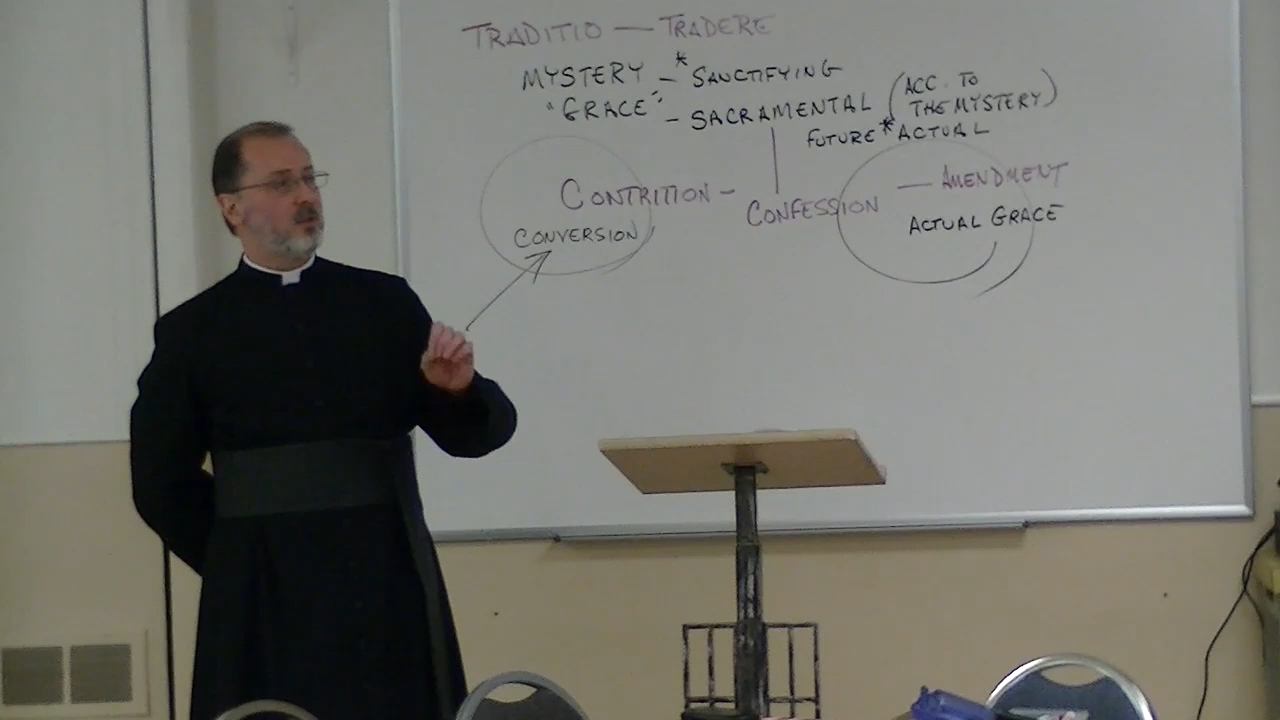 TRADITIO — TRADERE
MYSTERY — * SANCTIFYING
"GRACE" — SACRAMENTAL (ACC. TO THE MYSTERY)
FUTURE * ACTUAL
CONTRITION — CONFESSION — AMENDMENT
CONVERSION
ACTUAL GRACE